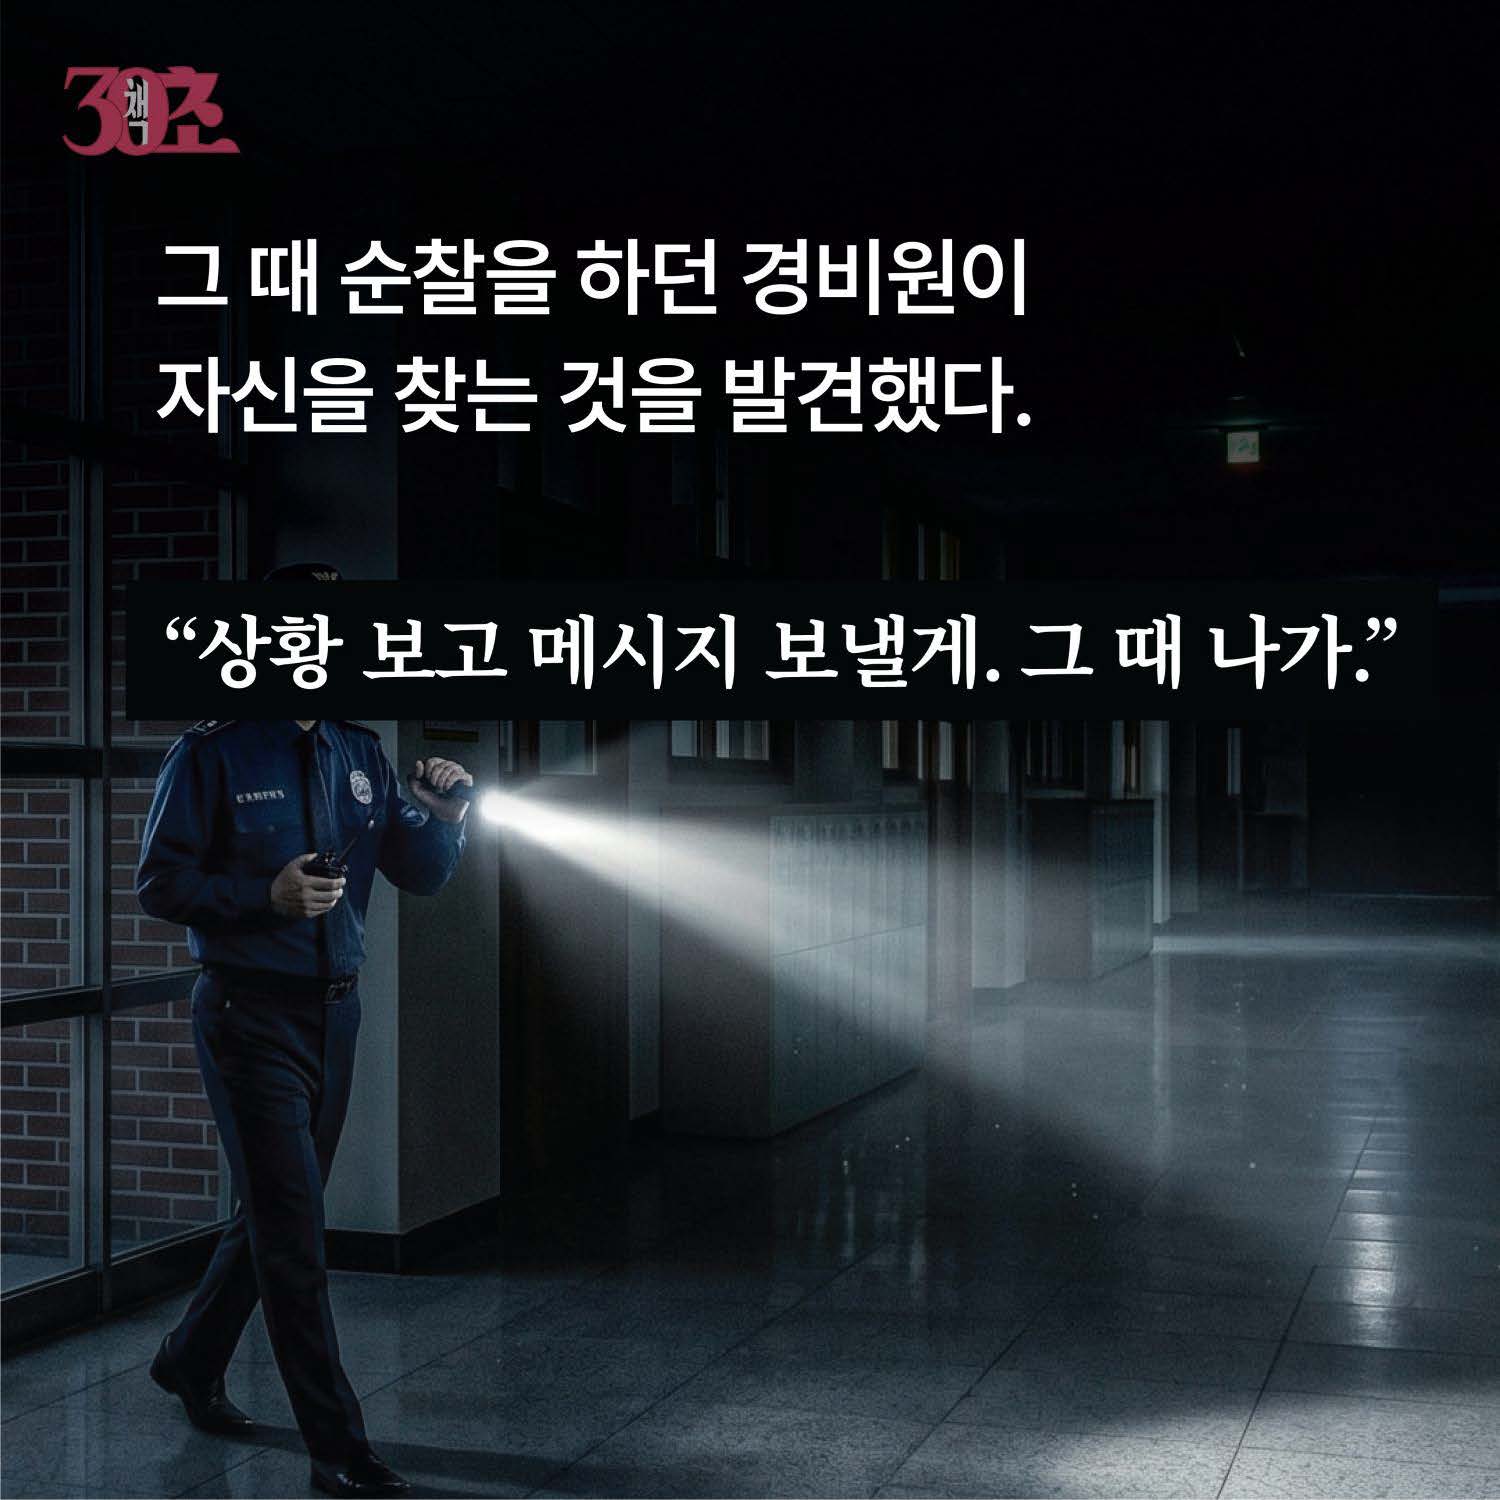 30초
책
그 때 순찰을 하던 경비원이
자신을 찾는 것을 발견했다.
“상황 보고 메시지 보낼게. 그 때 나가.”